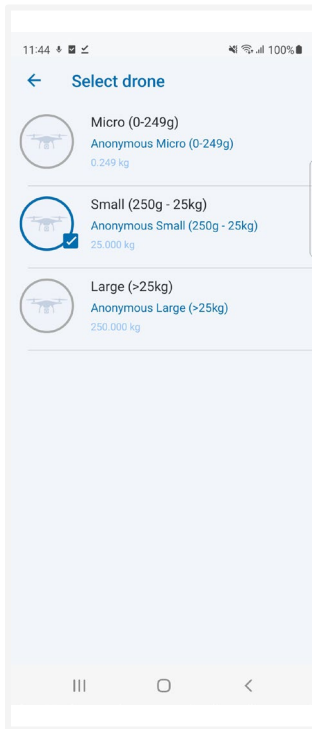 11:44
100%
Select drone
Micro (0-249g)
Anonymous Micro (0-249g)
0.249 kg
Small (250g - 25kg)
Anonymous Small (250g - 25kg)
25.000 kg
Large (>25kg)
Anonymous Large (>25kg)
250.000 kg